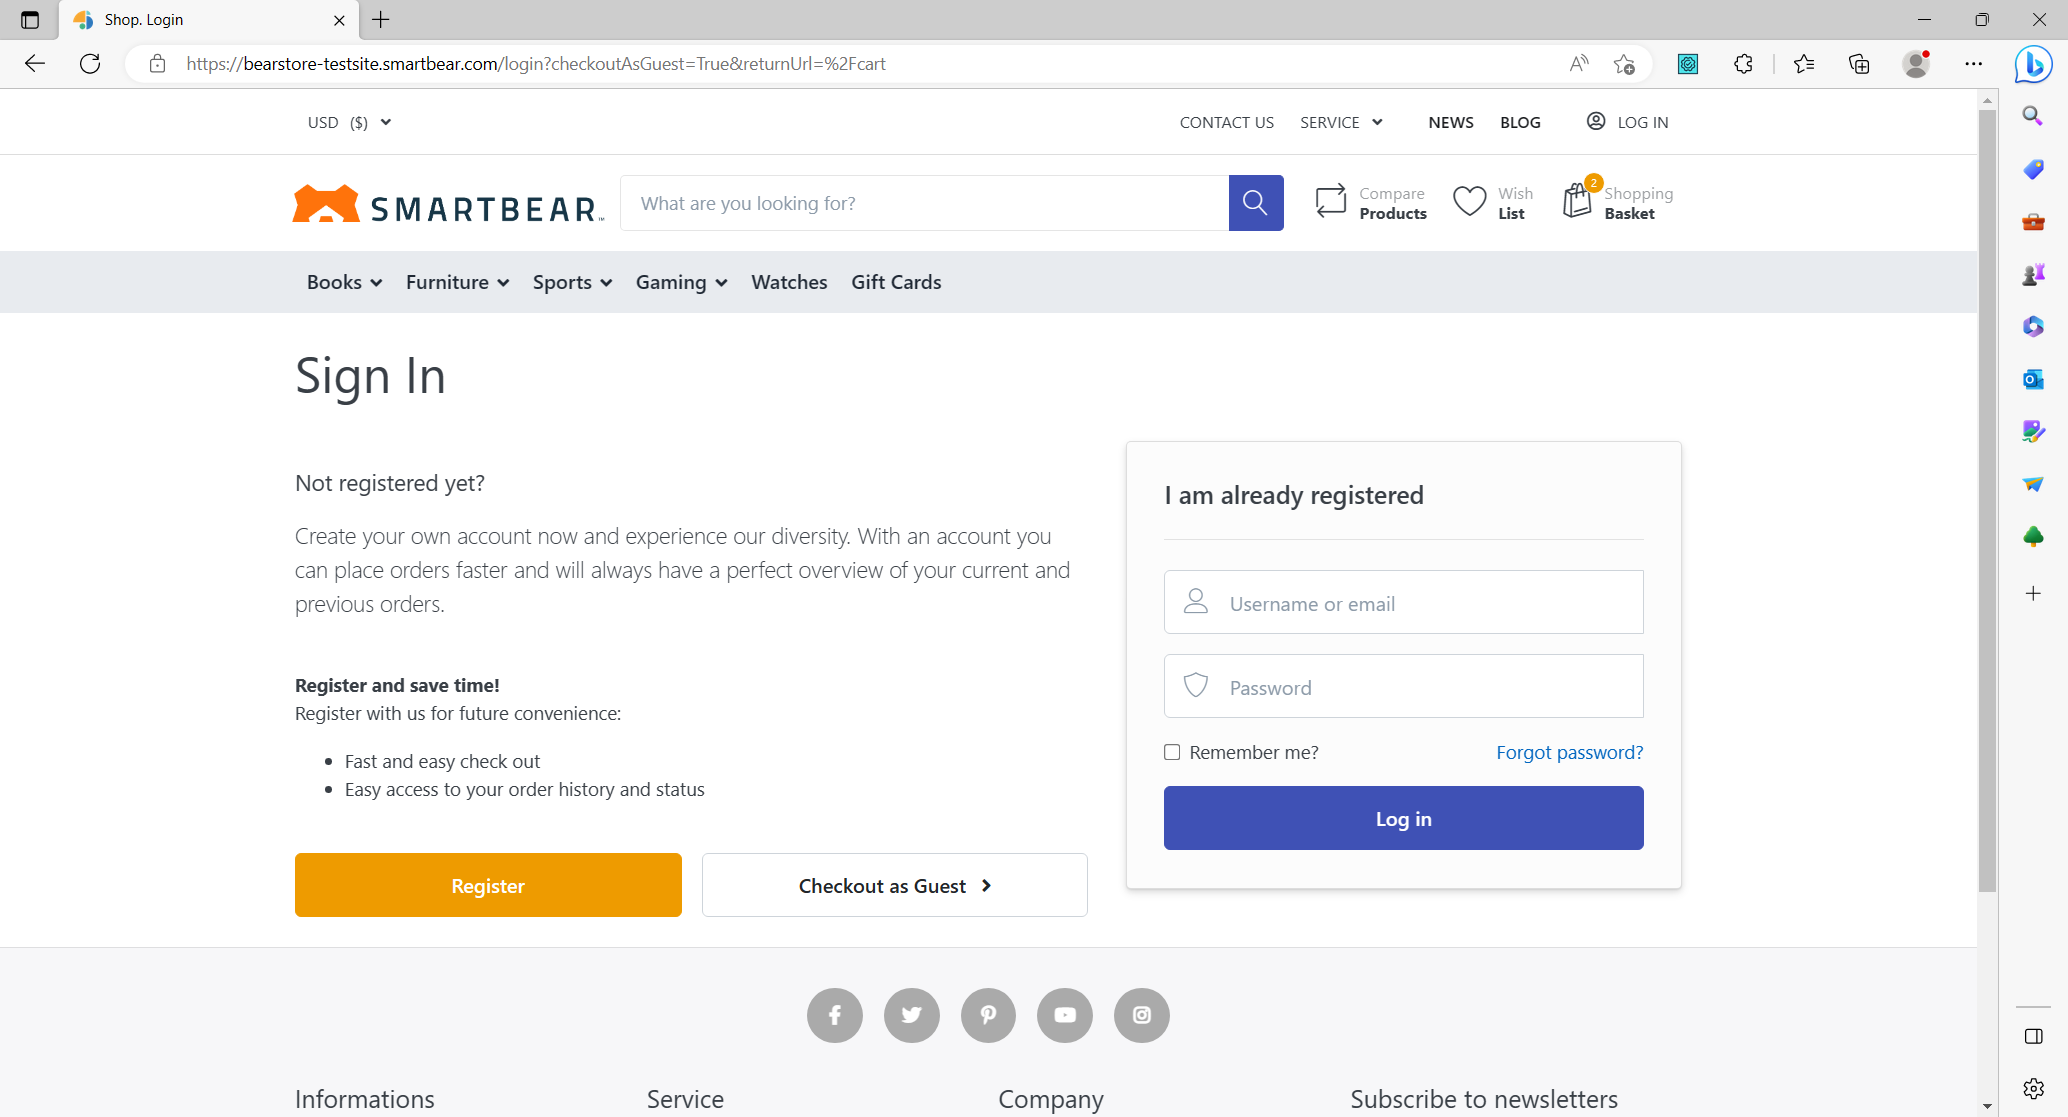 Shop. Login
https://bearstore-testsite.smartbear.com/login?checkoutAsGuest=True&returnUrl=%2Fcart
USD ($)
CONTACT US SERVICE NEWS BLOG LOG IN
SMARTBEAR
What are you looking for?
Compare
Products
Wish
List
2
Shopping
Basket
Books Furniture Sports Gaming Watches Gift Cards
Sign In
Not registered yet?
Create your own account now and experience our diversity. With an account you
can place orders faster and will always have a perfect overview of your current and
previous orders.
Register and save time!
Register with us for future convenience:
• Fast and easy check out
• Easy access to your order history and status
Register
Checkout as Guest
I am already registered
Username or email
Password
Remember me?
Forgot password?
Log in
Informations Service Company Subscribe to newsletters